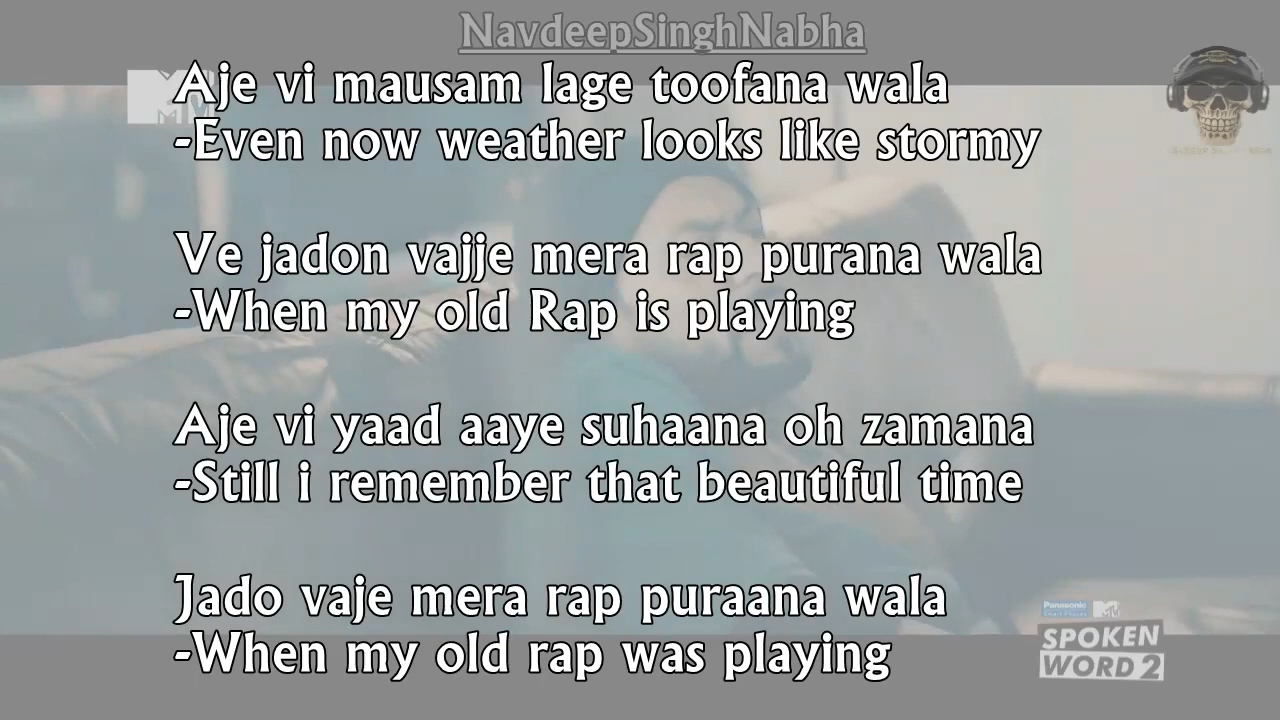 NavdeepSinghNabha
Aje vi mausam lage toofana wala
-Even now weather looks like stormy
Ve jadon vajje mera rap purana wala
-When my old Rap is playing
Aje vi yaad aaye suhaana oh zamana
-Still i remember that beautiful time
Jado vaje mera rap puraana wala
-When my old rap was playing
Panasonic
SPOKEN
WORD 2